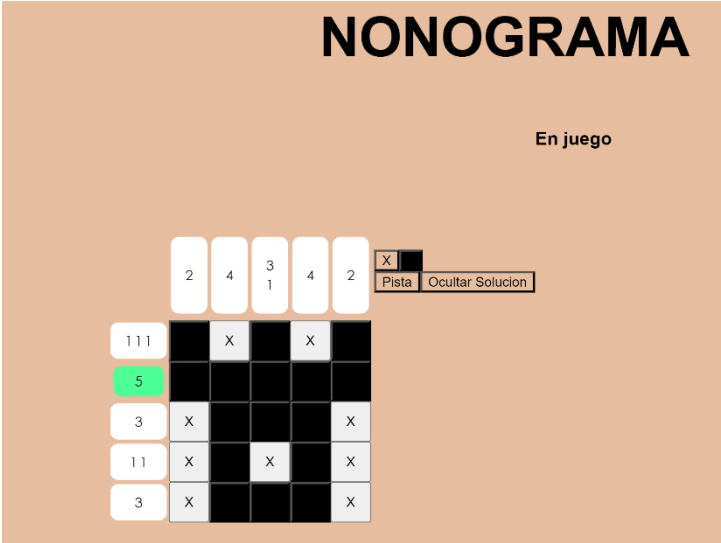 NONOGRAMA
En juego
2 4 3 4 2
1
X
Pista Ocultar Solucion
1 1 1 X X
5
3 X X
1 1 X X X
3 X X